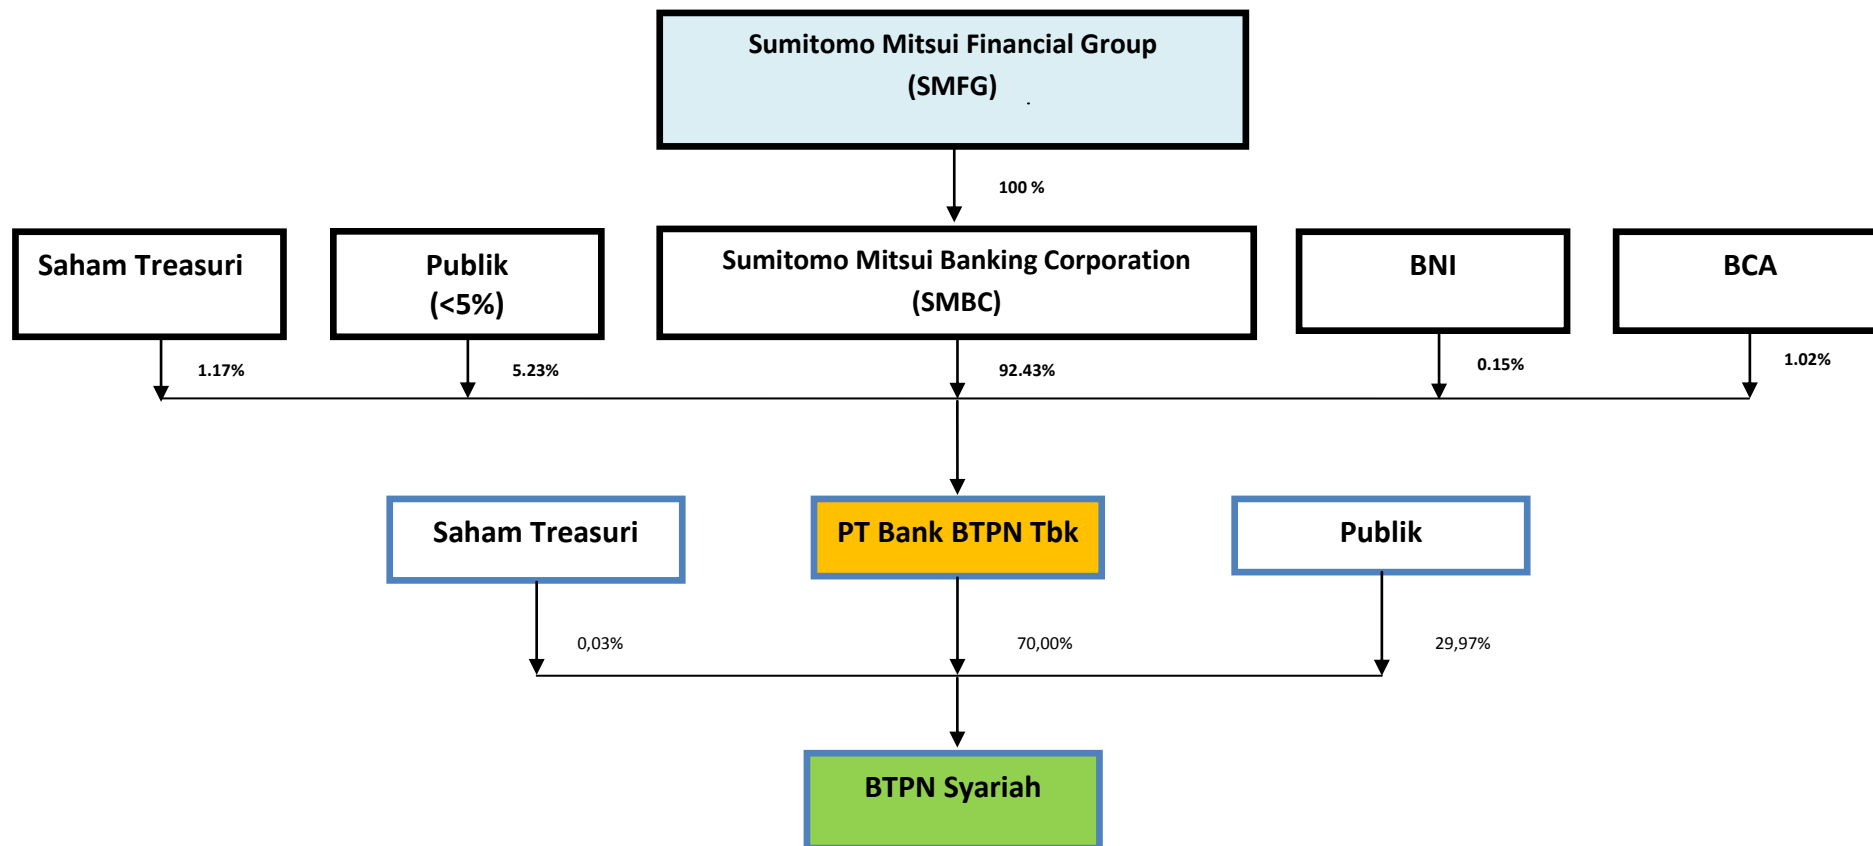 Sumitomo Mitsui Financial Group
(SMFG)
100 %
Saham Treasuri
Publik
(<5%)
Sumitomo Mitsui Banking Corporation
(SMBC)
BNI
BCA
1.17%
5.23%
92.43%
0.15%
1.02%
Saham Treasuri
PT Bank BTPN Tbk
Publik
0,03%
70,00%
29,97%
BTPN Syariah